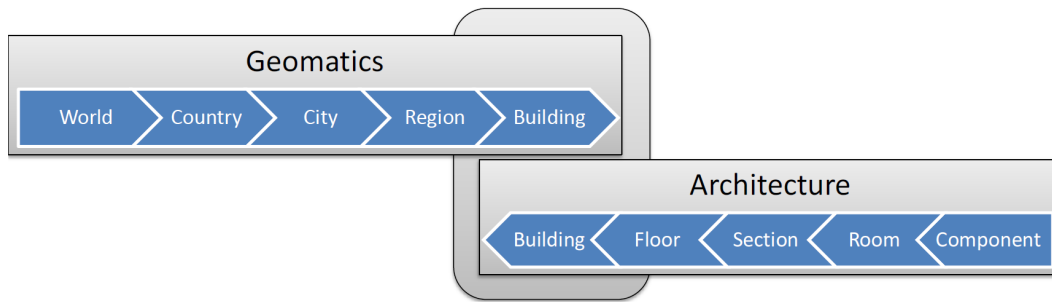 Geomatics
World Country City Region Building
Architecture
Building Floor Section Room Component